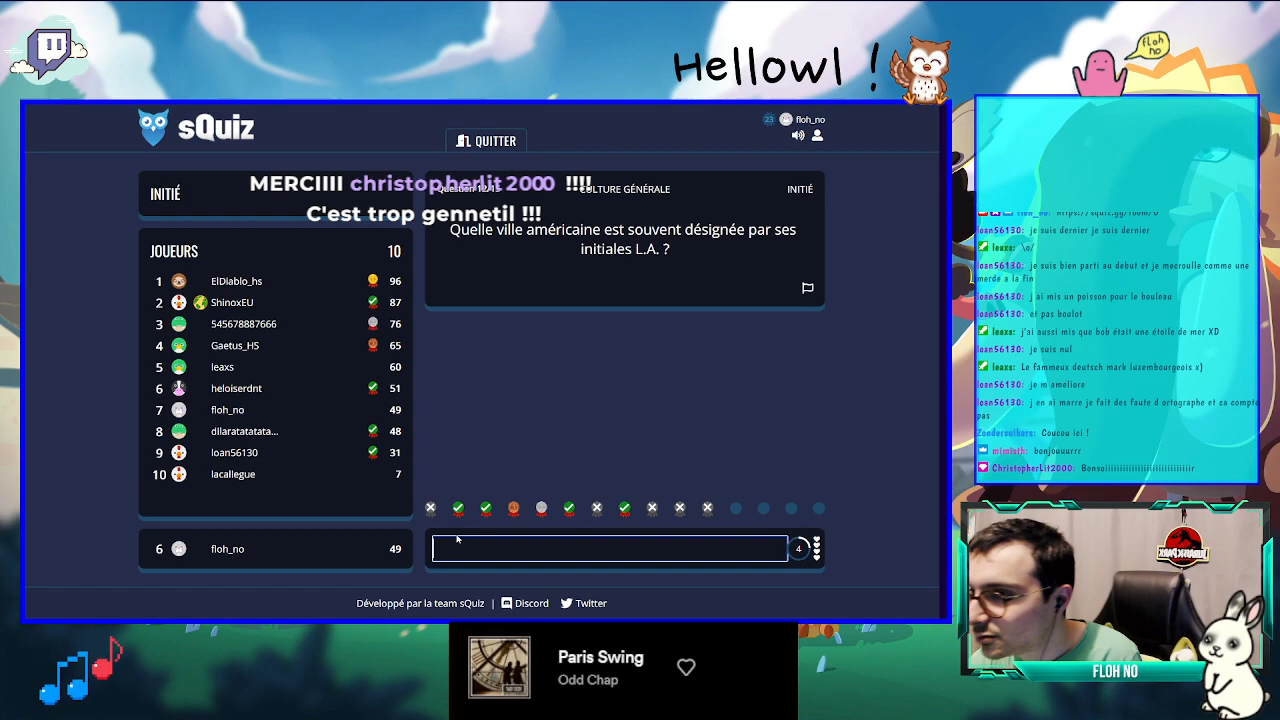 Hellowl !
floh
no
sQuiz
QUITTER
23 floh_no
MERCIIII christopherlit2000 !!!!
C'est trop gennetil !!!
INITIÉ
CULTURE GÉNÉRALE
INITIÉ
Quelle ville américaine est souvent désignée par ses
initiales L.A. ?
JOUEURS 10
1 ElDiablo_hs 96
2 ShinoxEU 87
3 545678887666 76
4 Gaetus_HS 65
5 leaxs 60
6 heloiserdnt 51
7 floh_no 49
8 dilaratatata... 48
9 loan56130 31
10 lacallegue 7
6 floh_no 49
4
Développé par la team sQuiz | Discord Twitter
loan56130: je suis dernier je suis dernier
leaxs: \o/
loan56130: je suis bien parti au debut et je mecroulle comme une
merde a la fin
loan56130: j ai mis un poisson pour le bouleau
loan56130: et pas boulot
leaxs: j'ai aussi mis que bob était une étoile de mer XD
loan56130: je suis nul
leaxs: Le fammeux deutsch mark luxembourgeois x)
loan56130: je m ameliore
loan56130: j en ai marre je fait des faute d ortographe et ca compte
pas
Zondersuikers: Coucou ici !
mimisth: bonjouuurrr
ChristopherLit2000: Bonsoiiiiiiiiiiiiiiiiiiiiiiiiiiiir
FLOH NO
Paris Swing
Odd Chap